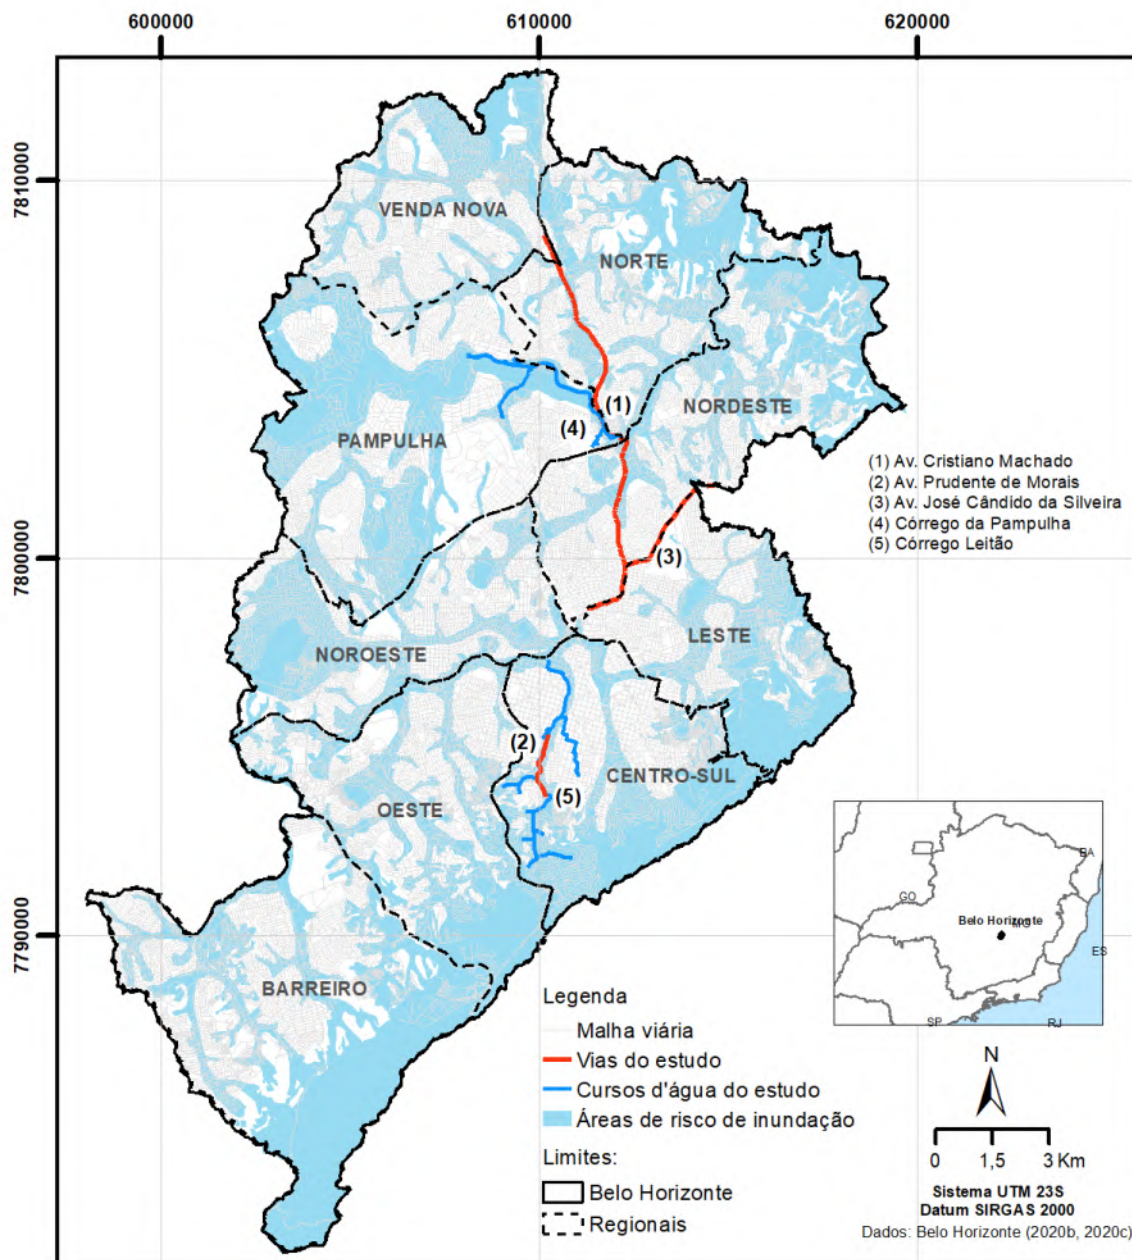 600000
610000
620000
7810000
7800000
7790000
VENDA NOVA
NORTE
(1)
NORDESTE
(4)
PAMPULHA
(1) Av. Cristiano Machado
(2) Av. Prudente de Morais
(3) Av. José Cândido da Silveira
(4) Córrego da Pampulha
(5) Córrego Leitão
(3)
LESTE
NOROESTE
(2)
CENTRO-SUL
(5)
OESTE
BARREIRO
BA
GO
Belo Horizonte
MG
ES
SP
RJ
Legenda
Malha viária
Vias do estudo
Cursos d'água do estudo
Áreas de risco de inundação
Limites:
Belo Horizonte
Regionais
N
0 1,5 3 Km
Sistema UTM 23S
Datum SIRGAS 2000
Dados: Belo Horizonte (2020b, 2020c)